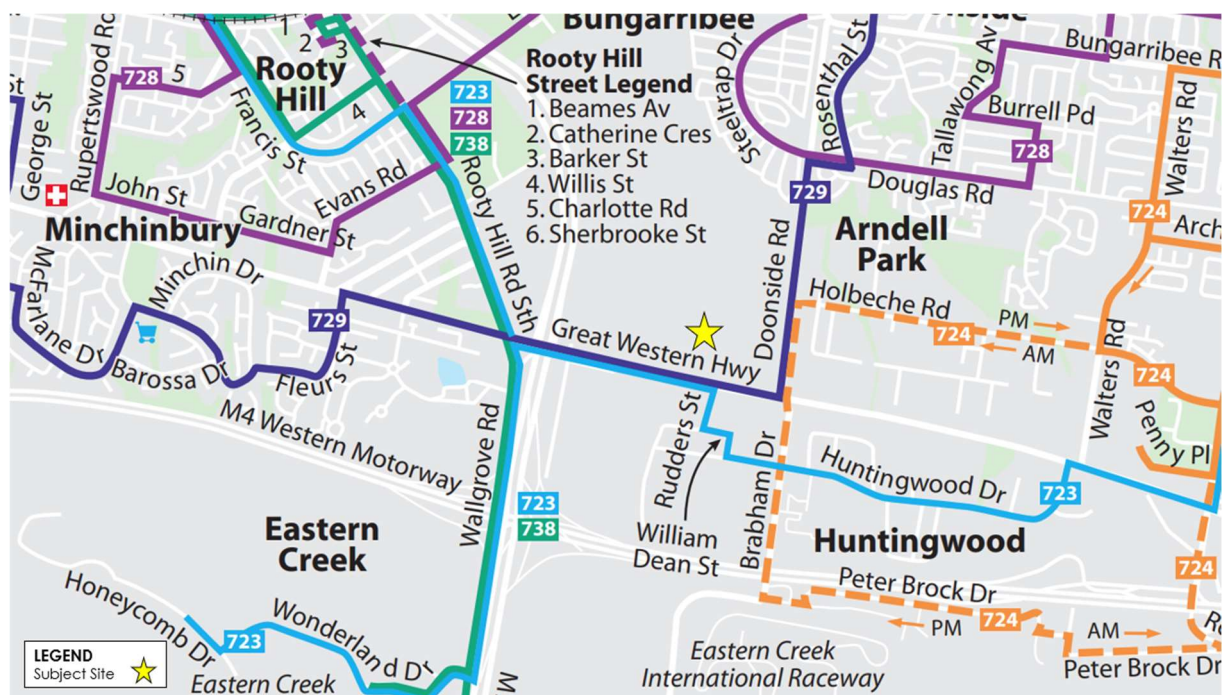 Bungarribee
Rooty
Hill
Rooty Hill
Street Legend
1. Beames Av
2. Catherine Cres
3. Barker St
4. Willis St
5. Charlotte Rd
6. Sherbrooke St
1
2
3
4
5
728
723
728
738
Rupertswood Rd
George St
St
Francis St
John St
Gardner St
Evans Rd
Rooty Hill Rd Sth
Minchinbury
Minchin Dr
McFarlane Dr
Barossa Dr
Fleurs St
729
M4 Western Motorway
Wallgrove Rd
Great Western Hwy
Steeltrap Dr
Rosenthal St
Tallawong Av
Bungarribee R
Burrell Pd
728
Walters Rd
Douglas Rd
729
724
Arch
Arndell
Park
Doonside Rd
Holbeche Rd
PM
724
AM
Walters Rd
724
Penny Pl
Rudders St
William
Dean St
Brabham Dr
Huntingwood Dr
723
Huntingwood
723
738
Eastern
Creek
Peter Brock Dr
724
PM
724
AM
Peter Brock Dr
Honeycomb Dr
723
Wonderland Dr
Eastern Creek
Eastern Creek
International Raceway
M
LEGEND
Subject Site